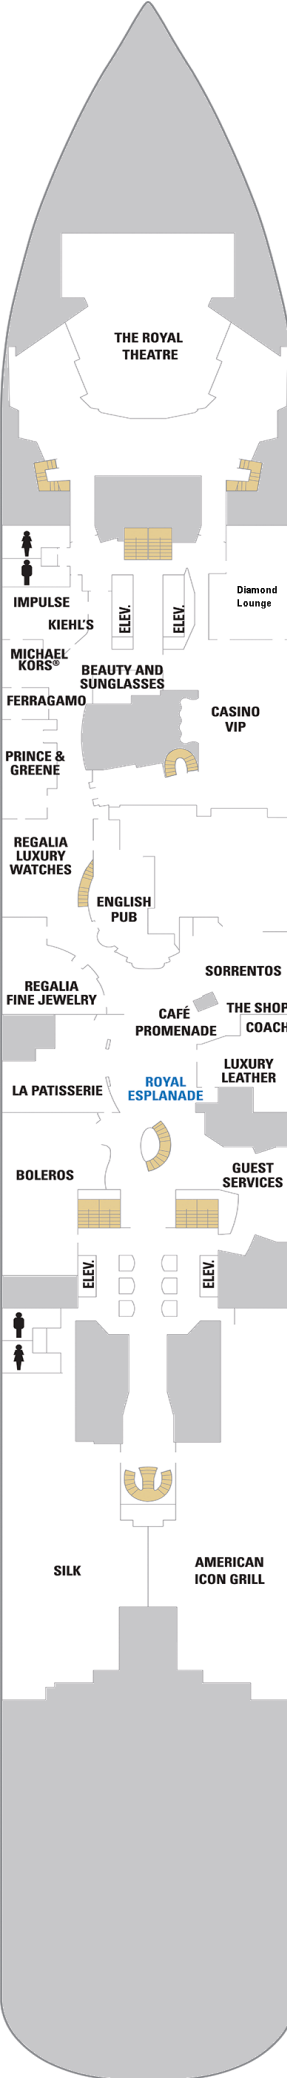 THE ROYAL
THEATRE
Diamond
Lounge
IMPULSE
ELEV.
ELEV.
KIEHL'S
MICHAEL
KORS®
BEAUTY AND
SUNGLASSES
FERRAGAMO
CASINO
VIP
PRINCE &
GREENE
REGALIA
LUXURY
WATCHES
ENGLISH
PUB
SORRENTOS
REGALIA
FINE JEWELRY
THE SHOP
CAFÉ
PROMENADE
COACH
LUXURY
LEATHER
LA PATISSERIE
ROYAL
ESPLANADE
BOLEROS
GUEST
SERVICES
ELEV.
ELEV.
SILK
AMERICAN
ICON GRILL